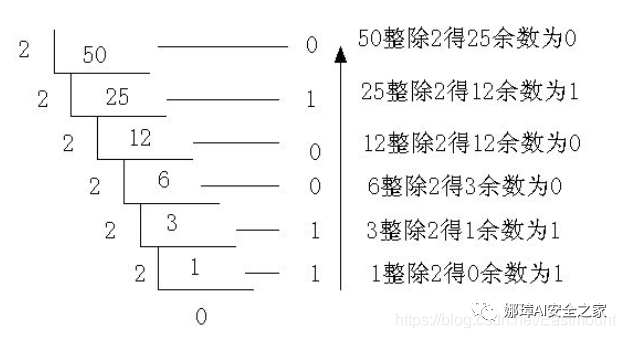 2 50 0 50整除2得25余数为0
2 25 1 25整除2得12余数为1
2 12 0 12整除2得12余数为0
2 6 0 6整除2得3余数为0
2 3 1 3整除2得1余数为1
2 1 1 1整除2得0余数为1
0
娜璋AI安全之家
https://blog.csdn.net/Eastmount